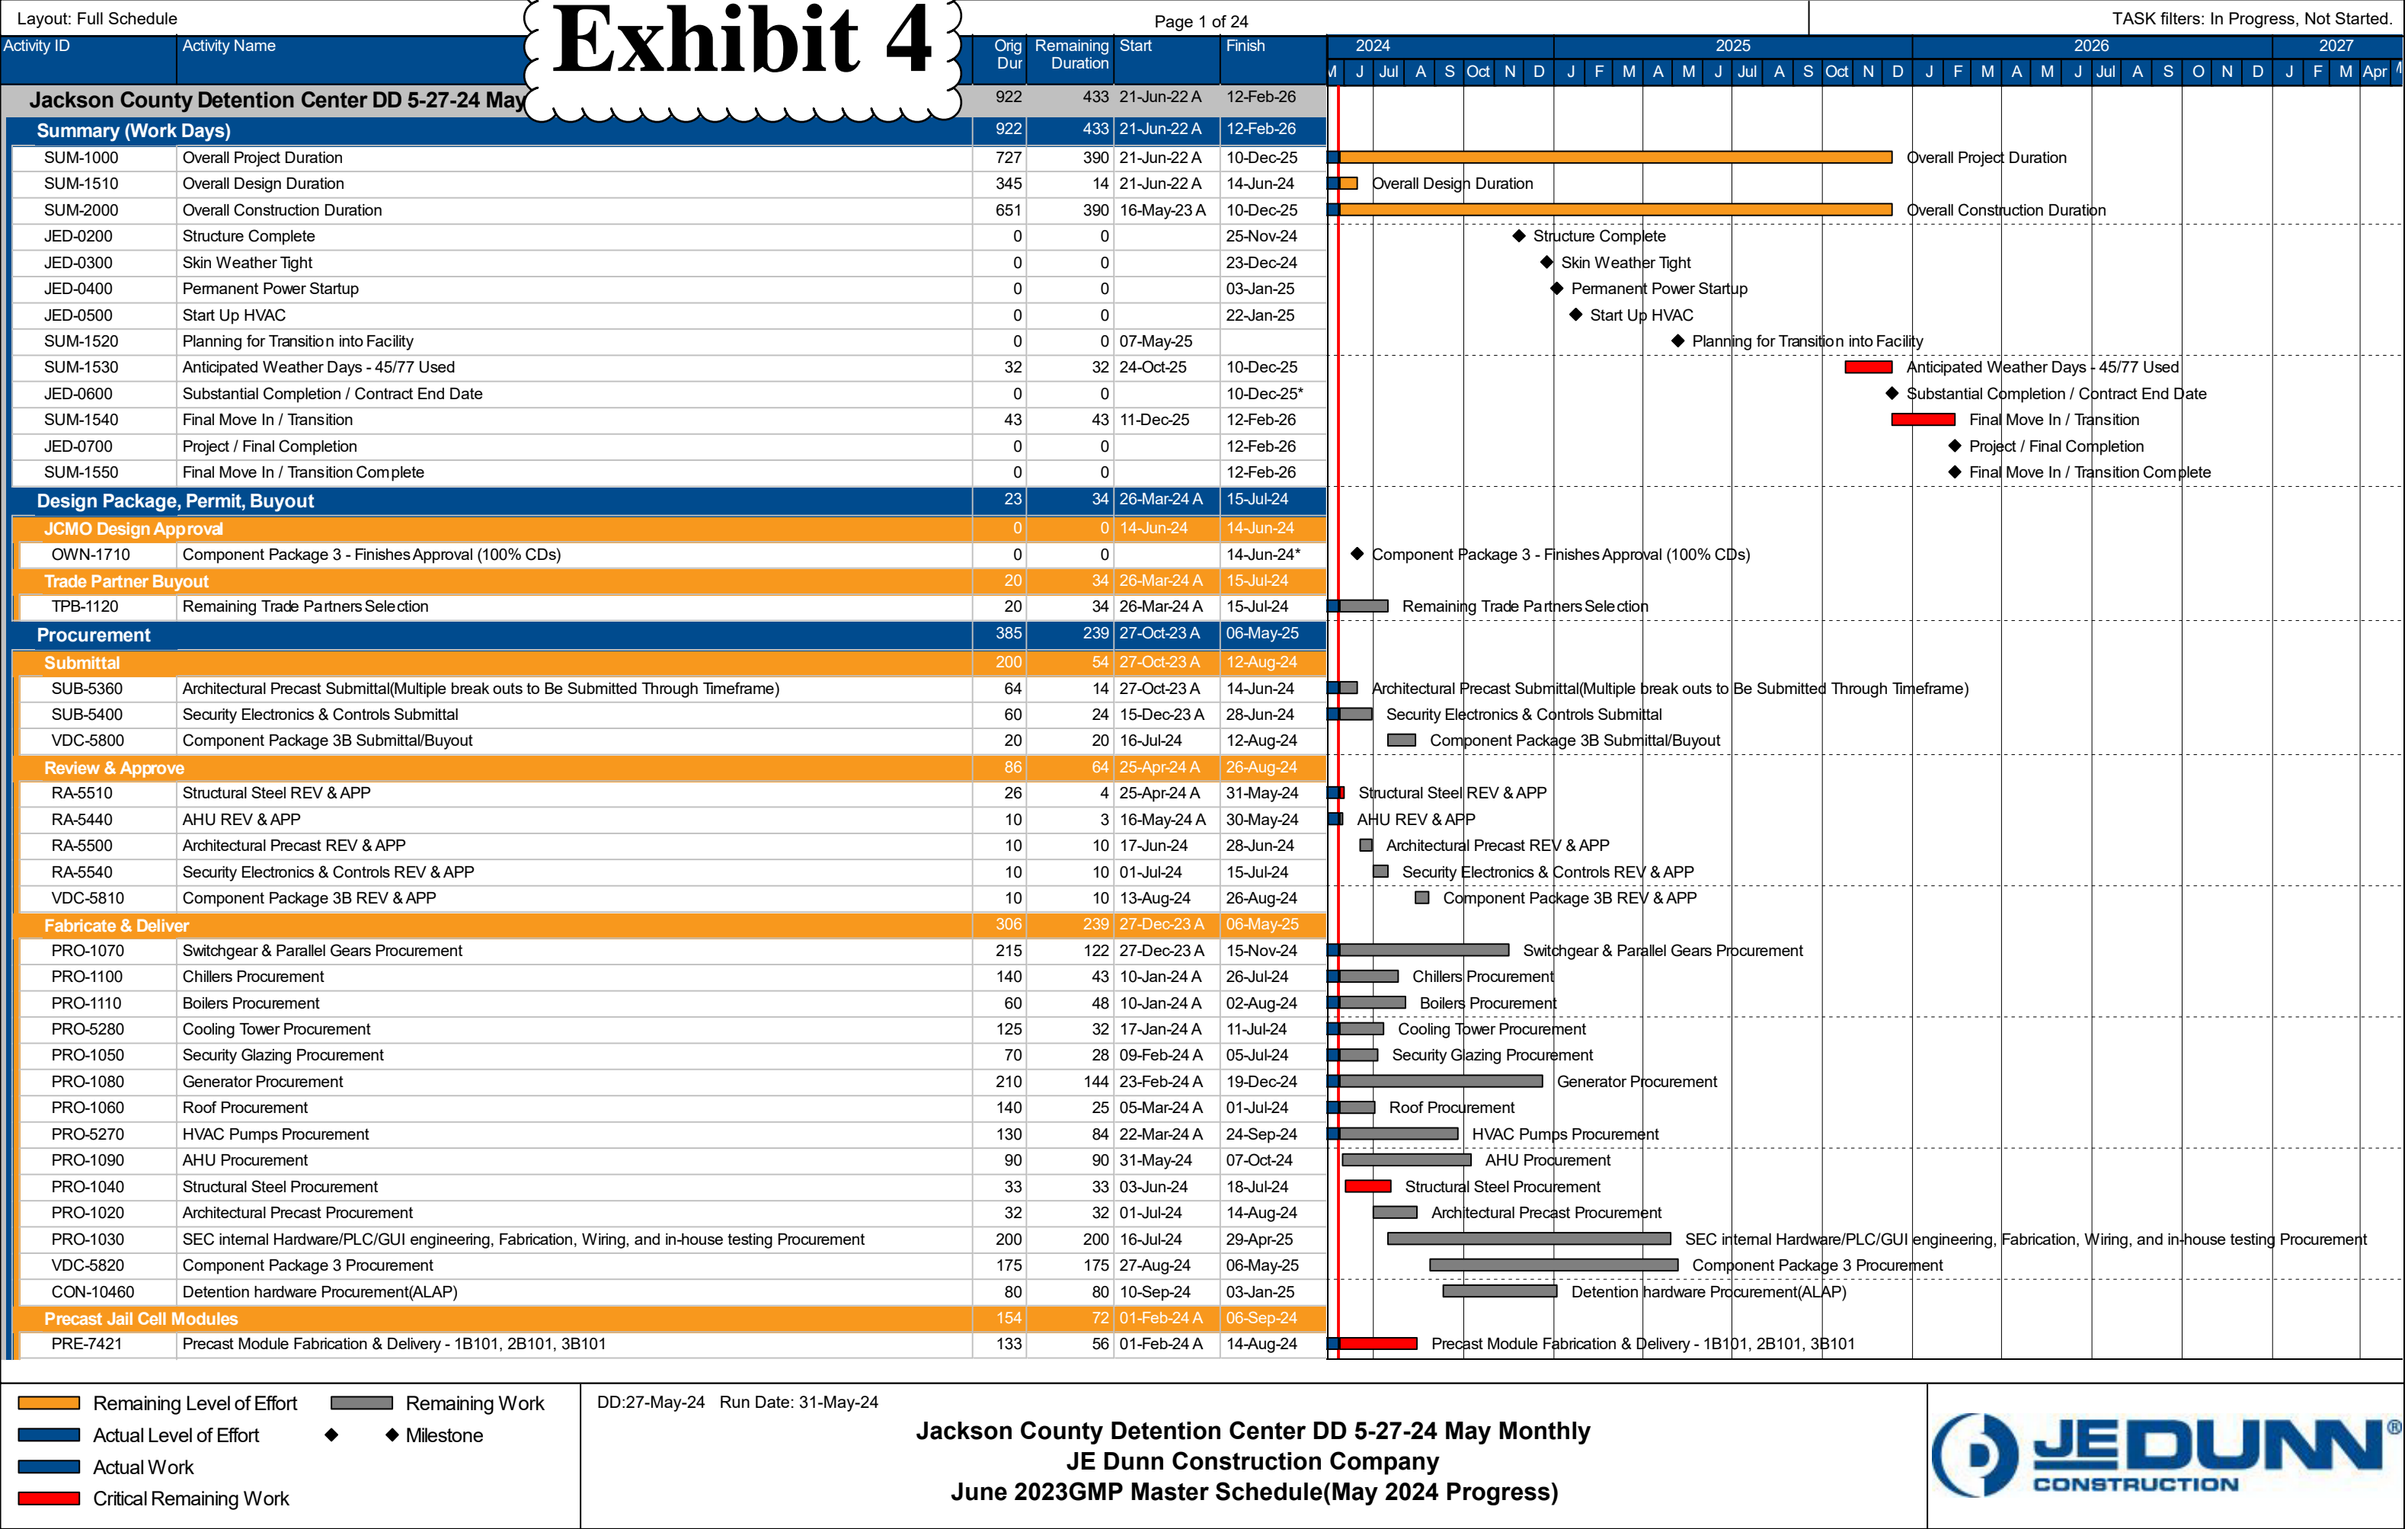 Layout: Full Schedule
Exhibit 4
Page 1 of 24
TASK filters: In Progress, Not Started.
Activity ID Activity Name Orig Dur Remaining Duration Start Finish 2024 2025 2026 2027
M J Jul A S Oct N D J F M A M J Jul A S Oct N D J F M A M J Jul A S O N D J F M Apr
Jackson County Detention Center DD 5-27-24 May 922 433 21-Jun-22 A 12-Feb-26
Summary (Work Days) 922 433 21-Jun-22 A 12-Feb-26
SUM-1000 Overall Project Duration 727 390 21-Jun-22 A 10-Dec-25 Overall Project Duration
SUM-1510 Overall Design Duration 345 14 21-Jun-22 A 14-Jun-24 Overall Design Duration
SUM-2000 Overall Construction Duration 651 390 16-May-23 A 10-Dec-25 Overall Construction Duration
JED-0200 Structure Complete 0 0 25-Nov-24 Structure Complete
JED-0300 Skin Weather Tight 0 0 23-Dec-24 Skin Weather Tight
JED-0400 Permanent Power Startup 0 0 03-Jan-25 Permanent Power Startup
JED-0500 Start Up HVAC 0 0 22-Jan-25 Start Up HVAC
SUM-1520 Planning for Transition into Facility 0 0 07-May-25 Planning for Transition into Facility
SUM-1530 Anticipated Weather Days - 45/77 Used 32 32 24-Oct-25 10-Dec-25 Anticipated Weather Days - 45/77 Used
JED-0600 Substantial Completion / Contract End Date 0 0 10-Dec-25* Substantial Completion / Contract End Date
SUM-1540 Final Move In / Transition 43 43 11-Dec-25 12-Feb-26 Final Move In / Transition
JED-0700 Project / Final Completion 0 0 12-Feb-26 Project / Final Completion
SUM-1550 Final Move In / Transition Complete 0 0 12-Feb-26 Final Move In / Transition Complete
Design Package, Permit, Buyout 23 34 26-Mar-24 A 15-Jul-24
JCMO Design Approval 0 0 14-Jun-24 14-Jun-24
OWN-1710 Component Package 3 - Finishes Approval (100% CDs) 0 0 14-Jun-24* Component Package 3 - Finishes Approval (100% CDs)
Trade Partner Buyout 20 34 26-Mar-24 A 15-Jul-24
TPB-1120 Remaining Trade Partners Selection 20 34 26-Mar-24 A 15-Jul-24 Remaining Trade Partners Selection
Procurement 385 239 27-Oct-23 A 06-May-25
Submittal 200 54 27-Oct-23 A 12-Aug-24
SUB-5360 Architectural Precast Submittal(Multiple break outs to Be Submitted Through Timeframe) 64 14 27-Oct-23 A 14-Jun-24 Architectural Precast Submittal(Multiple break outs to Be Submitted Through Timeframe)
SUB-5400 Security Electronics & Controls Submittal 60 24 15-Dec-23 A 28-Jun-24 Security Electronics & Controls Submittal
VDC-5800 Component Package 3B Submittal/Buyout 20 20 16-Jul-24 12-Aug-24 Component Package 3B Submittal/Buyout
Review & Approve 86 64 25-Apr-24 A 26-Aug-24
RA-5510 Structural Steel REV & APP 26 4 25-Apr-24 A 31-May-24 Structural Steel REV & APP
RA-5440 AHU REV & APP 10 3 16-May-24 A 30-May-24 AHU REV & APP
RA-5500 Architectural Precast REV & APP 10 10 17-Jun-24 28-Jun-24 Architectural Precast REV & APP
RA-5540 Security Electronics & Controls REV & APP 10 10 01-Jul-24 15-Jul-24 Security Electronics & Controls REV & APP
VDC-5810 Component Package 3B REV & APP 10 10 13-Aug-24 26-Aug-24 Component Package 3B REV & APP
Fabricate & Deliver 306 239 27-Dec-23 A 06-May-25
PRO-1070 Switchgear & Parallel Gears Procurement 215 122 27-Dec-23 A 15-Nov-24 Switchgear & Parallel Gears Procurement
PRO-1100 Chillers Procurement 140 43 10-Jan-24 A 26-Jul-24 Chillers Procurement
PRO-1110 Boilers Procurement 60 48 10-Jan-24 A 02-Aug-24 Boilers Procurement
PRO-5280 Cooling Tower Procurement 125 32 17-Jan-24 A 11-Jul-24 Cooling Tower Procurement
PRO-1050 Security Glazing Procurement 70 28 09-Feb-24 A 05-Jul-24 Security Glazing Procurement
PRO-1080 Generator Procurement 210 144 23-Feb-24 A 19-Dec-24 Generator Procurement
PRO-1060 Roof Procurement 140 25 05-Mar-24 A 01-Jul-24 Roof Procurement
PRO-5270 HVAC Pumps Procurement 130 84 22-Mar-24 A 24-Sep-24 HVAC Pumps Procurement
PRO-1090 AHU Procurement 90 90 31-May-24 07-Oct-24 AHU Procurement
PRO-1040 Structural Steel Procurement 33 33 03-Jun-24 18-Jul-24 Structural Steel Procurement
PRO-1020 Architectural Precast Procurement 32 32 01-Jul-24 14-Aug-24 Architectural Precast Procurement
PRO-1030 SEC internal Hardware/PLC/GUI engineering, Fabrication, Wiring, and in-house testing Procurement 200 200 16-Jul-24 29-Apr-25 SEC internal Hardware/PLC/GUI engineering, Fabrication, Wiring, and in-house testing Procurement
VDC-5820 Component Package 3 Procurement 175 175 27-Aug-24 06-May-25 Component Package 3 Procurement
CON-10460 Detention hardware Procurement(ALAP) 80 80 10-Sep-24 03-Jan-25 Detention hardware Procurement(ALAP)
Precast Jail Cell Modules 154 72 01-Feb-24 A 06-Sep-24
PRE-7421 Precast Module Fabrication & Delivery - 1B101, 2B101, 3B101 133 56 01-Feb-24 A 14-Aug-24 Precast Module Fabrication & Delivery - 1B101, 2B101, 3B101
Remaining Level of Effort Remaining Work
Actual Level of Effort Milestone
Actual Work
Critical Remaining Work
DD:27-May-24 Run Date: 31-May-24
Jackson County Detention Center DD 5-27-24 May Monthly
JE Dunn Construction Company
June 2023GMP Master Schedule(May 2024 Progress)
JEDUNN®
CONSTRUCTION